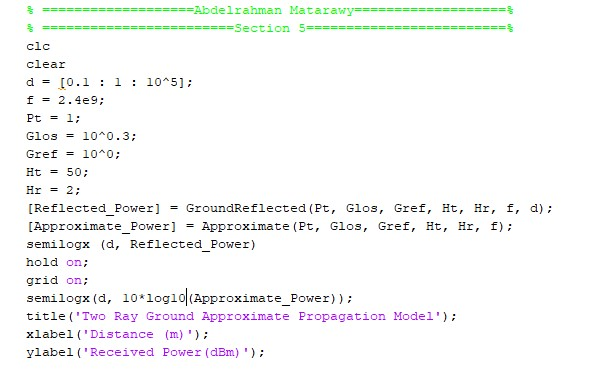 % ===================Abdelrahman Matarawy===================%
% ========================Section 5=========================%
clc
clear
d = [0.1 : 1 : 10^5];
f = 2.4e9;
Pt = 1;
Glos = 10^0.3;
Gref = 10^0;
Ht = 50;
Hr = 2;
[Reflected_Power] = GroundReflected(Pt, Glos, Gref, Ht, Hr, f, d);
[Approximate_Power] = Approximate(Pt, Glos, Gref, Ht, Hr, f);
semilogx (d, Reflected_Power)
hold on;
grid on;
semilogx(d, 10*log10(Approximate_Power));
title('Two Ray Ground Approximate Propagation Model');
xlabel('Distance (m)');
ylabel('Received Power(dBm)');